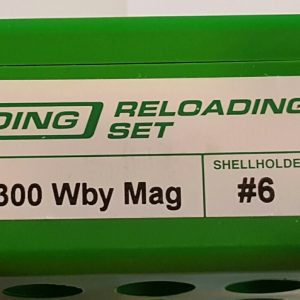 DING RELOADING
SET
SHELLHOLDE
300 Wby Mag #6